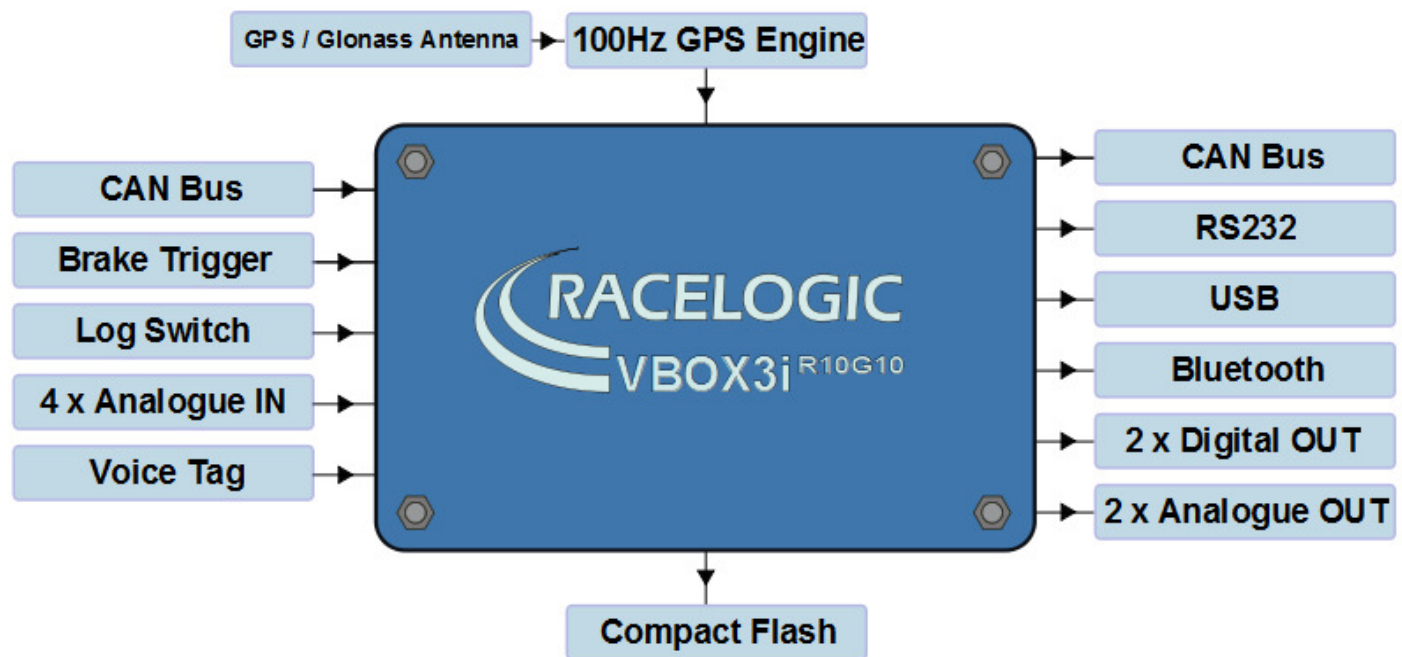 GPS / Glonass Antenna
100Hz GPS Engine
CAN Bus
Brake Trigger
Log Switch
4 x Analogue IN
Voice Tag
RACELOGIC
VBOX3i R10G10
CAN Bus
RS232
USB
Bluetooth
2 x Digital OUT
2 x Analogue OUT
Compact Flash